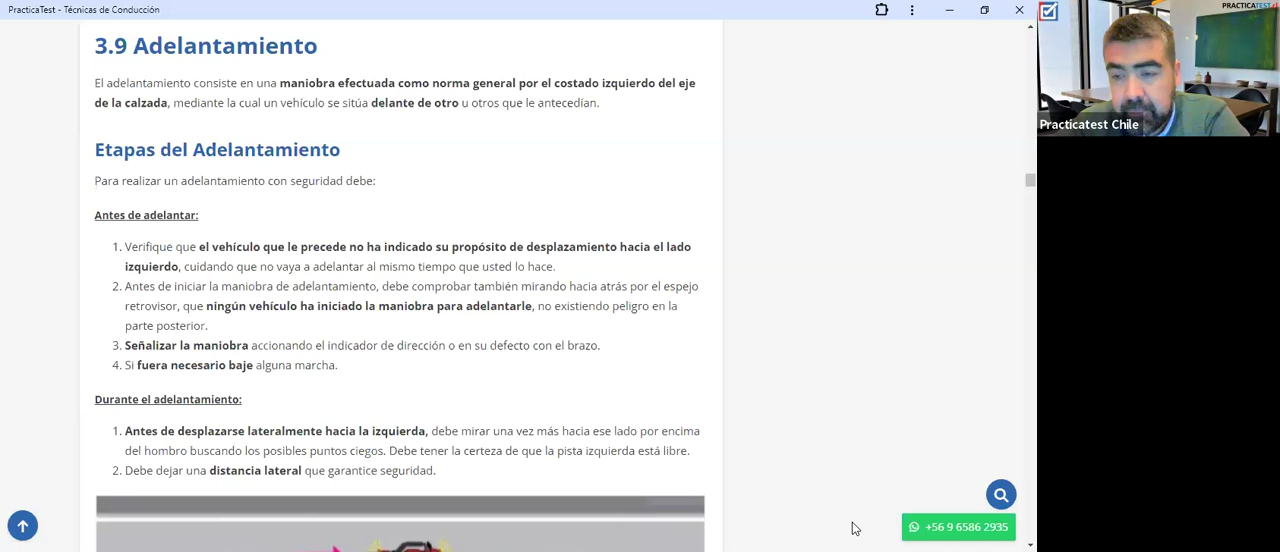 PracticaTest - Técnicas de Conducción
3.9 Adelantamiento
El adelantamiento consiste en una maniobra efectuada como norma general por el costado izquierdo del eje
de la calzada, mediante la cual un vehículo se sitúa delante de otro u otros que le antecedían.
Etapas del Adelantamiento
Para realizar un adelantamiento con seguridad debe:
Antes de adelantar:
1. Verifique que el vehículo que le precede no ha indicado su propósito de desplazamiento hacia el lado
izquierdo, cuidando que no vaya a adelantar al mismo tiempo que usted lo hace.
2. Antes de iniciar la maniobra de adelantamiento, debe comprobar también mirando hacia atrás por el espejo
retrovisor, que ningún vehículo ha iniciado la maniobra para adelantarle, no existiendo peligro en la
parte posterior.
3. Señalizar la maniobra accionando el indicador de dirección o en su defecto con el brazo.
4. Si fuera necesario baje alguna marcha.
Durante el adelantamiento:
1. Antes de desplazarse lateralmente hacia la izquierda, debe mirar una vez más hacia ese lado por encima
del hombro buscando los posibles puntos ciegos. Debe tener la certeza de que la pista izquierda está libre.
2. Debe dejar una distancia lateral que garantice seguridad.
+56 9 6586 2935
PRACTICATEST.cl
Practicatest Chile